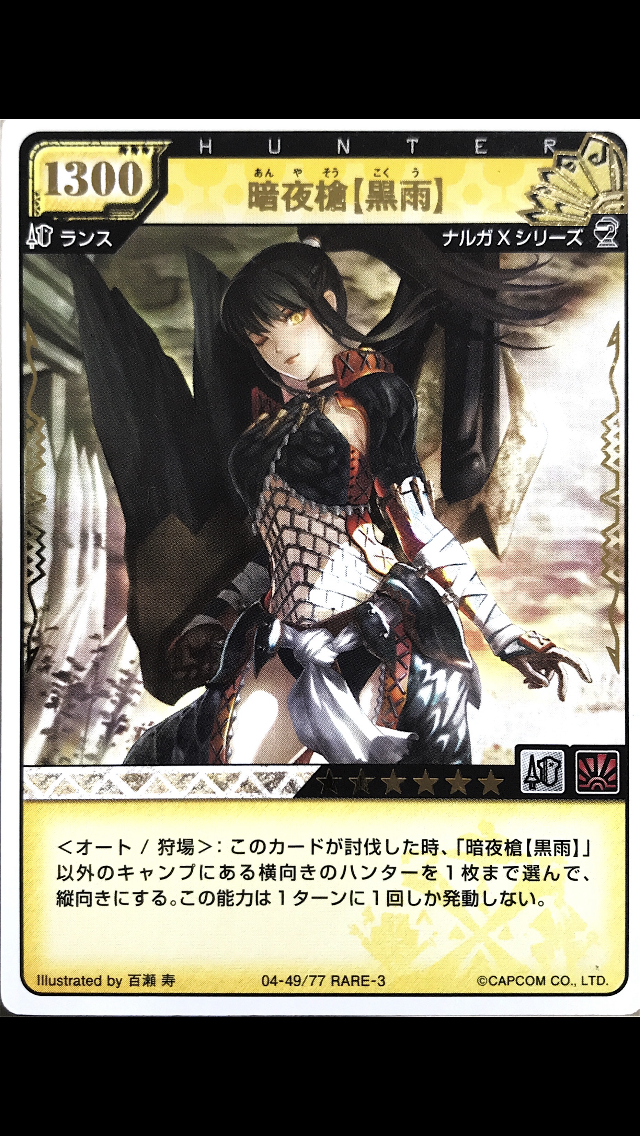 HUNTER
1300
あんやそう こくう
暗夜槍【黒雨】
ランス
ナルガXシリーズ
<オート / 狩場>：このカードが討伐した時、「暗夜槍【黒雨】」
以外のキャンプにある横向きのハンターを1枚まで選んで、
縦向きにする。この能力は1ターンに1回しか発動しない。
Illustrated by 百瀬 寿
04-49/77 RARE-3
©CAPCOM CO., LTD.